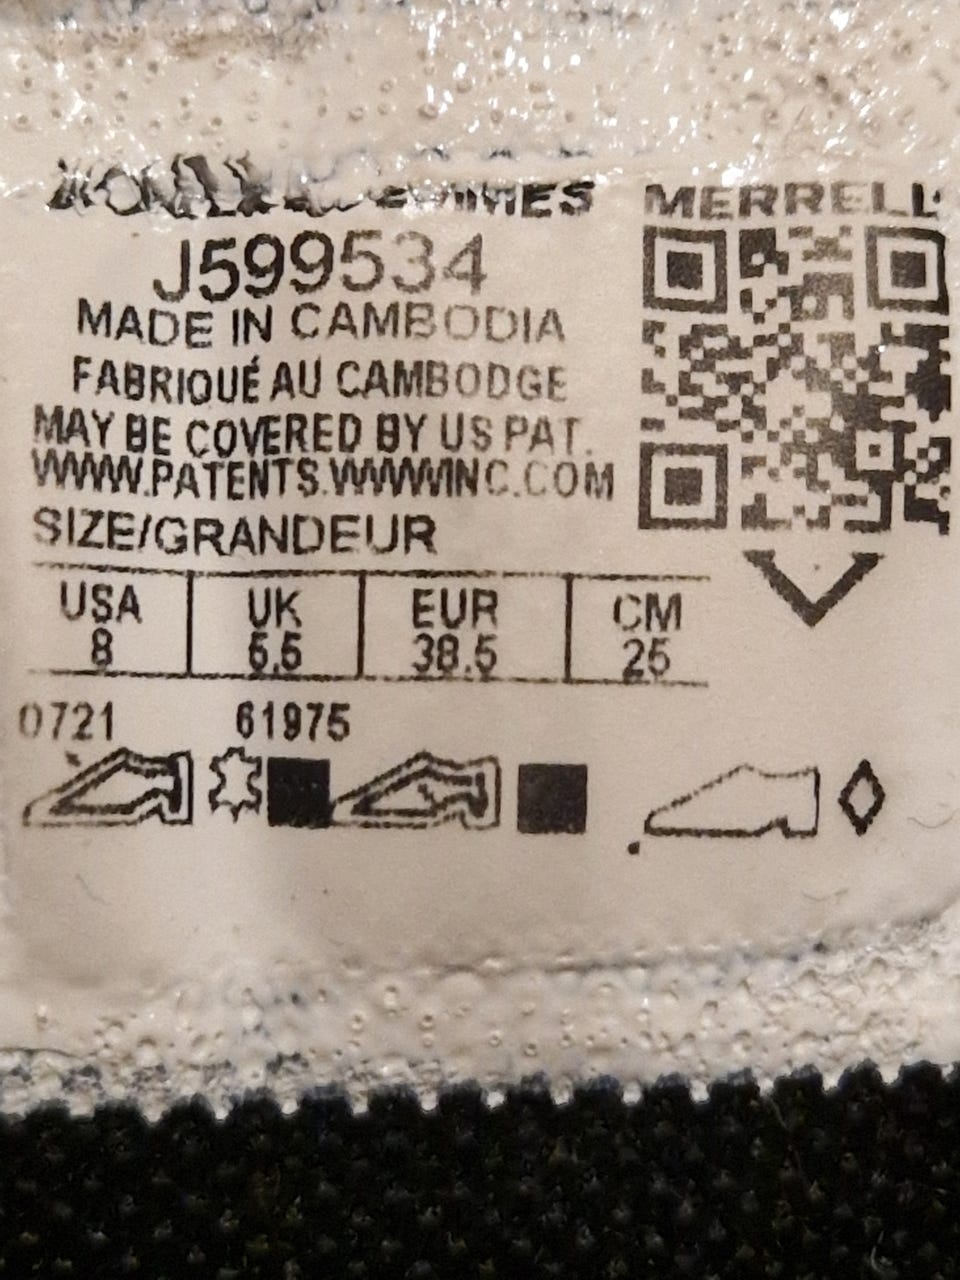 MERRELL
J599534
MADE IN CAMBODIA
FABRIQUÉ AU CAMBODGE
MAY BE COVERED BY US PAT.
WWW.PATENTS.WWWINC.COM
SIZE/GRANDEUR
USA UK EUR CM
8 5.5 38.5 25
0721 61975